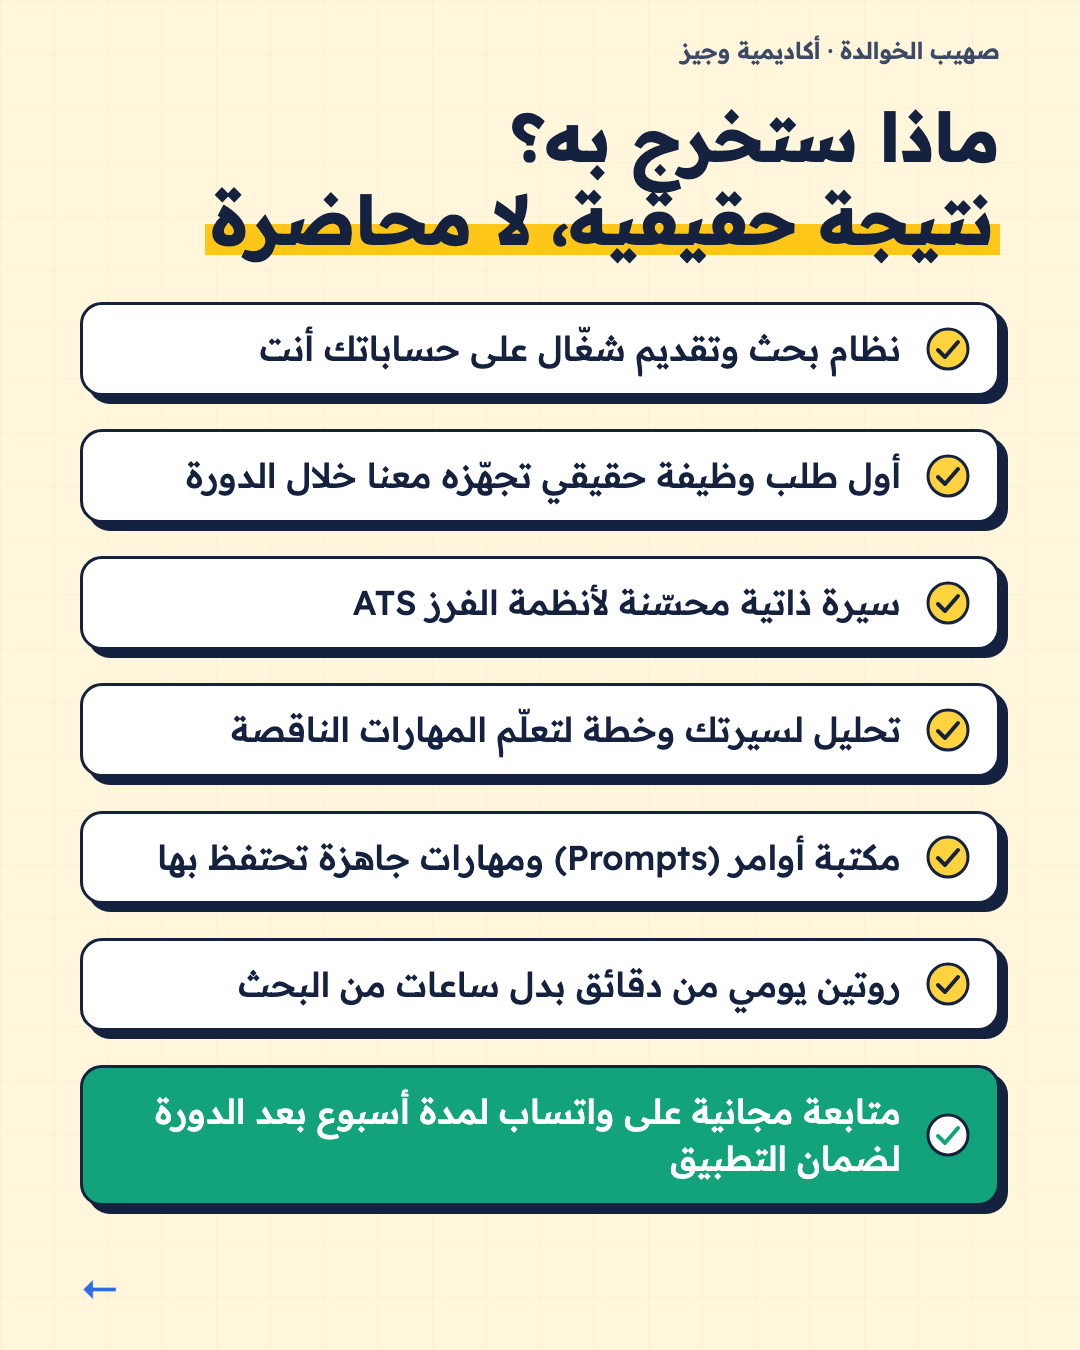 صهيب الخوالدة · أكاديمية وجيز
ماذا ستخرج به؟
نتيجة حقيقية، لا محاضرة
نظام بحث وتقديم شغّال على حساباتك أنت
أول طلب وظيفة حقيقي تجهّزه معنا خلال الدورة
سيرة ذاتية محسّنة لأنظمة الفرز ATS
تحليل لسيرتك وخطة لتعلّم المهارات الناقصة
مكتبة أوامر (Prompts) ومهارات جاهزة تحتفظ بها
روتين يومي من دقائق بدل ساعات من البحث
متابعة مجانية على واتساب لمدة أسبوع بعد الدورة
لضمان التطبيق